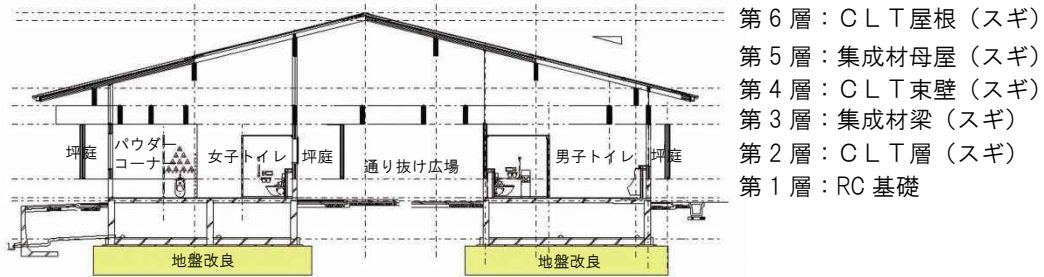 第6層：ＣＬＴ屋根（スギ）
第5層：集成材母屋（スギ）
第4層：ＣＬＴ束壁（スギ）
第3層：集成材梁（スギ）
第2層：ＣＬＴ層（スギ）
第1層：RC 基礎
坪庭
パウダー
コーナー
女子トイレ
坪庭
通り抜け広場
男子トイレ
坪庭
地盤改良
地盤改良